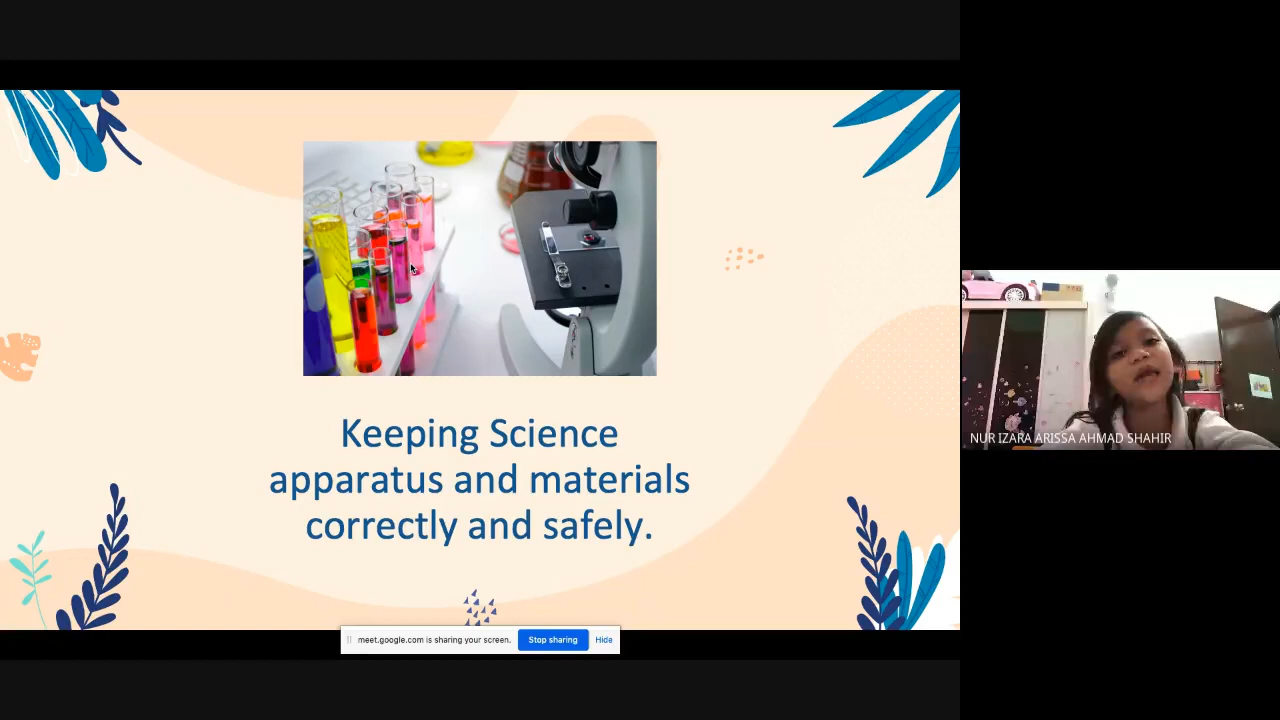 Keeping Science
apparatus and materials
correctly and safely.
NUR IZARA ARISSA AHMAD SHAHIR
meet.google.com is sharing your screen.
Stop sharing
Hide